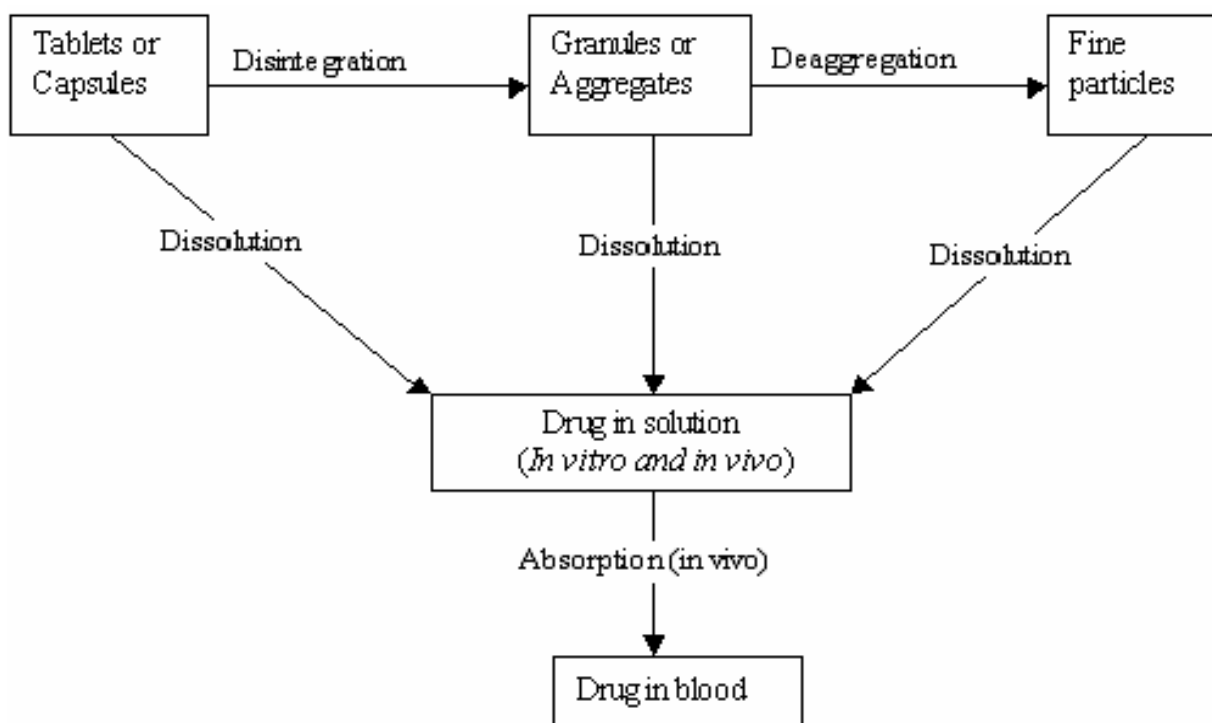 Tablets or
Capsules
Disintegration
Granules or
Aggregates
Deaggregation
Fine
particles
Dissolution
Dissolution
Dissolution
Drug in solution
(In vitro and in vivo)
Absorption (in vivo)
Drug in blood